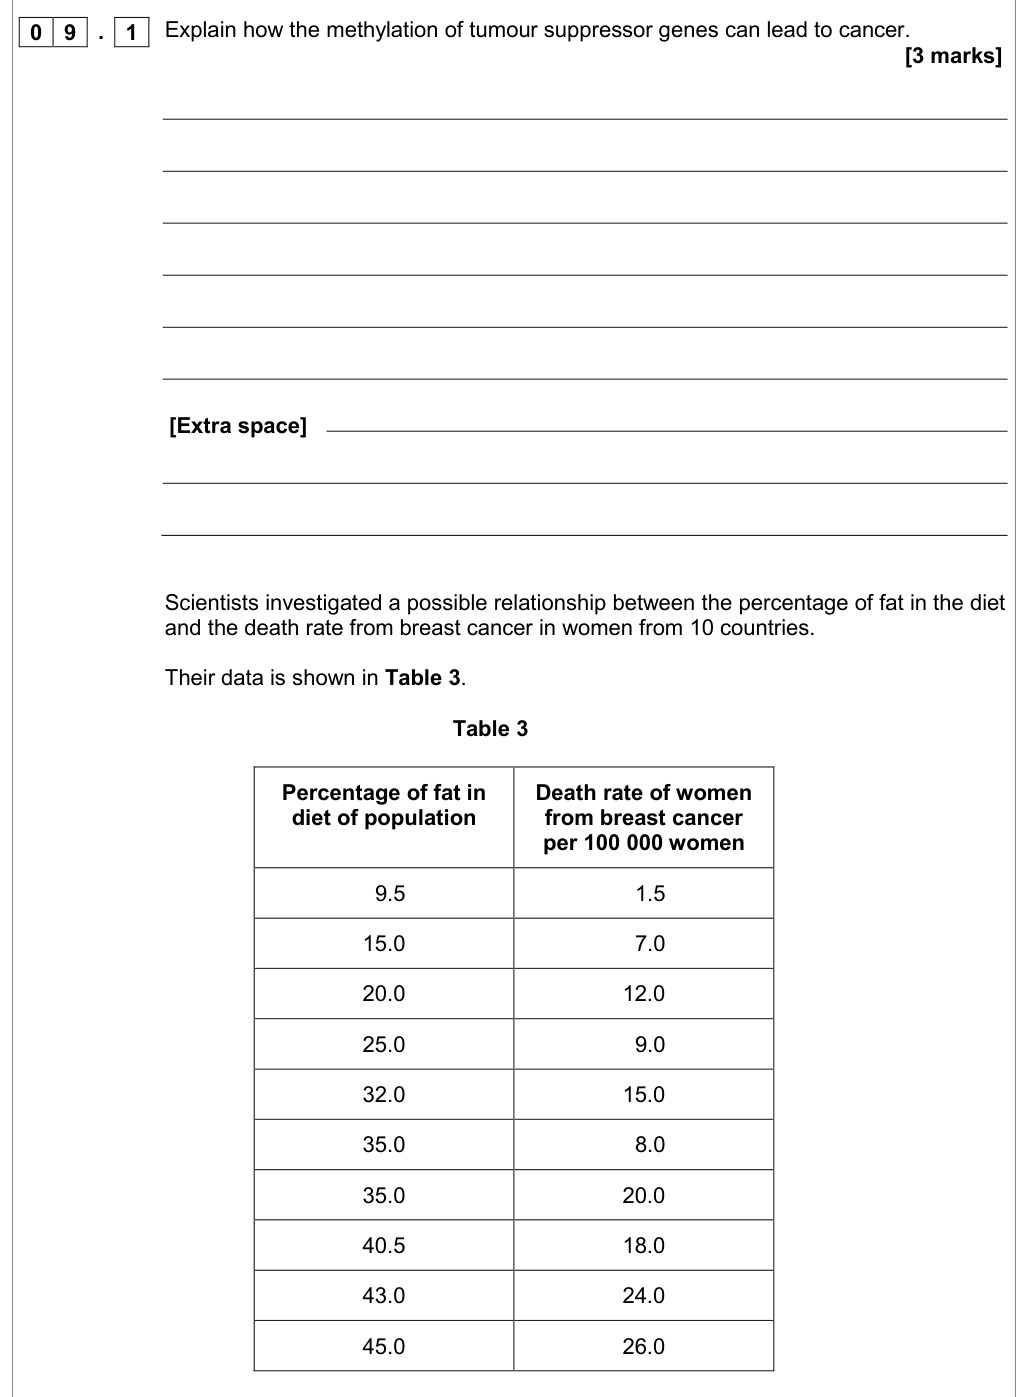 0 9 . 1 Explain how the methylation of tumour suppressor genes can lead to cancer.
[3 marks]
[Extra space]
Scientists investigated a possible relationship between the percentage of fat in the diet
and the death rate from breast cancer in women from 10 countries.
Their data is shown in Table 3.
Table 3
Percentage of fat in diet of population Death rate of women from breast cancer per 100 000 women
9.5 1.5
15.0 7.0
20.0 12.0
25.0 9.0
32.0 15.0
35.0 8.0
35.0 20.0
40.5 18.0
43.0 24.0
45.0 26.0